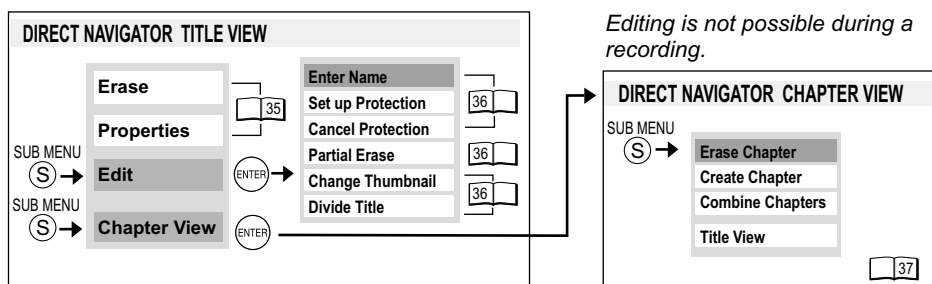 DIRECT NAVIGATOR TITLE VIEW
Erase
Properties
35
SUB MENU
S
Edit
ENTER
SUB MENU
S
Chapter View
ENTER
Enter Name
Set up Protection
Cancel Protection
36
Partial Erase
36
Change Thumbnail
Divide Title
36
Editing is not possible during a
recording.
DIRECT NAVIGATOR CHAPTER VIEW
SUB MENU
S
Erase Chapter
Create Chapter
Combine Chapters
Title View
37